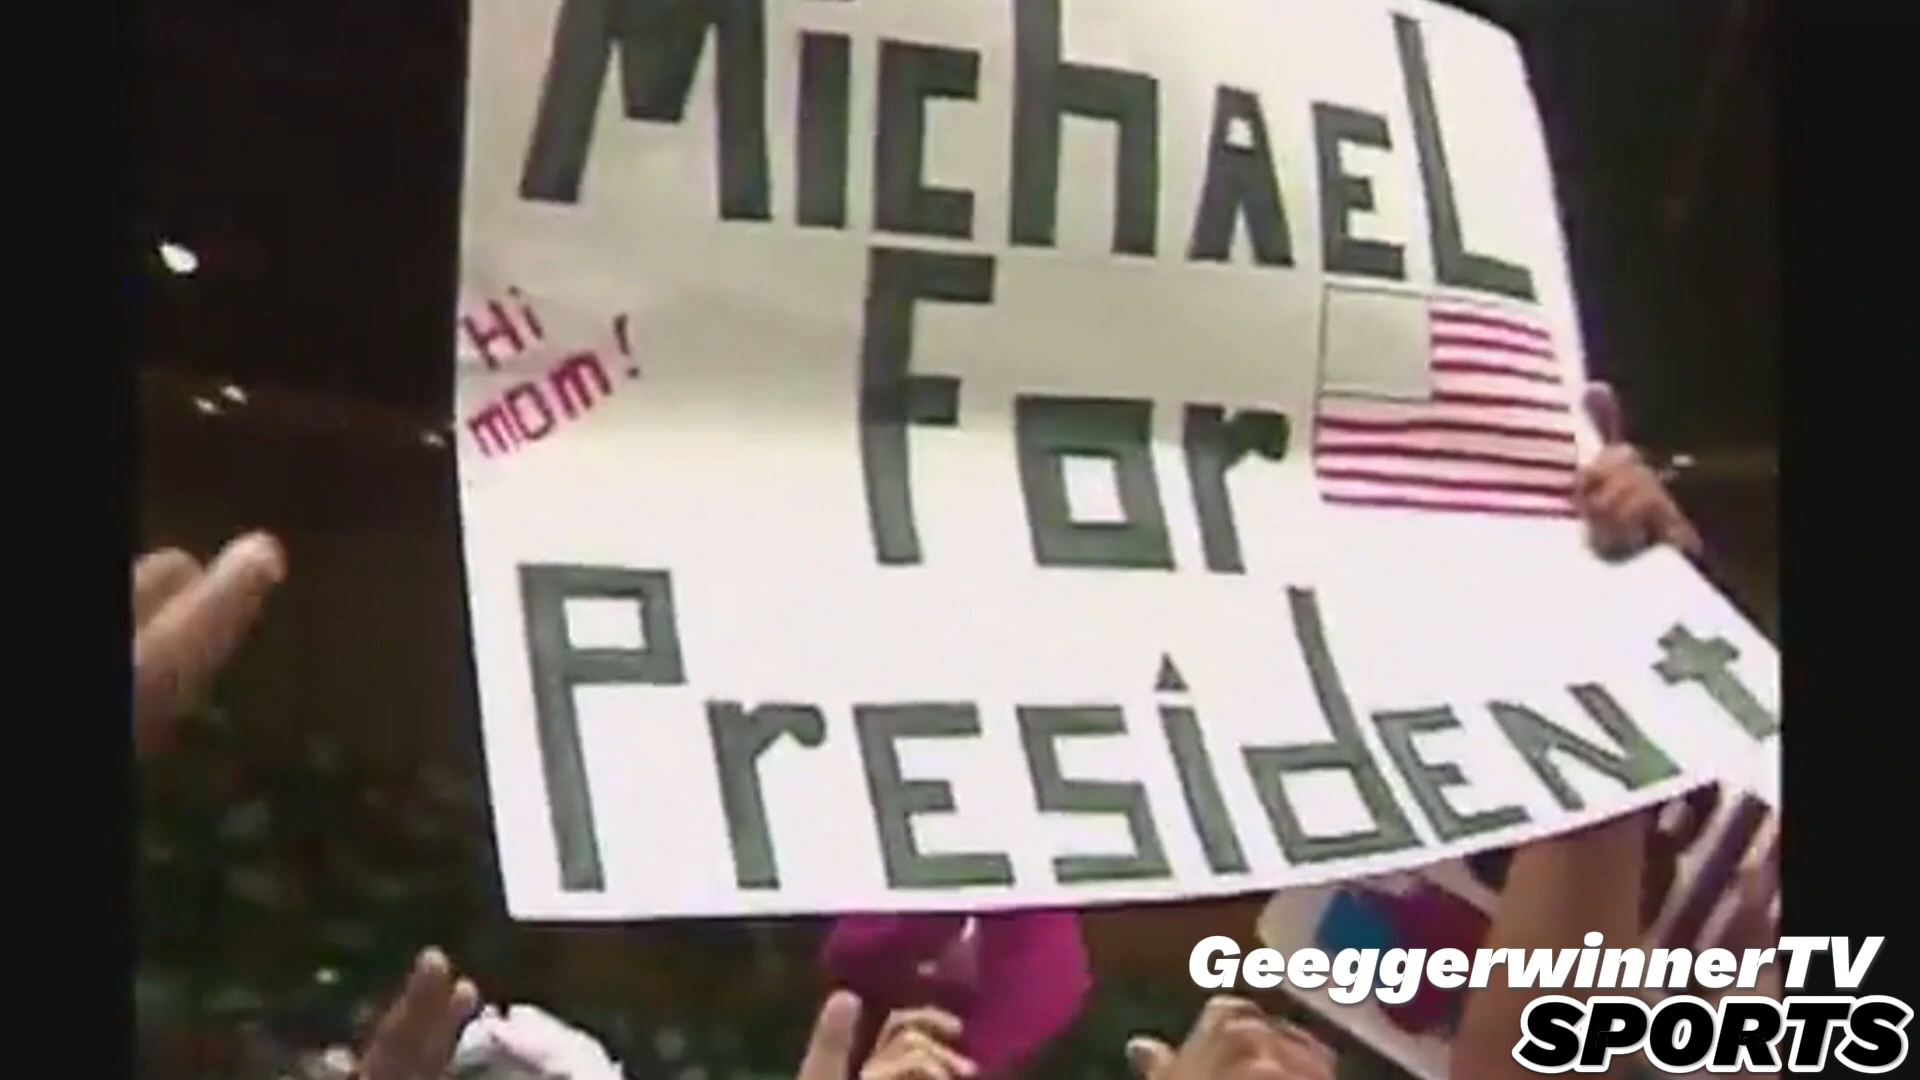 MichAEL
For
PrESidENt
Hi
mom!
GeeggerwinnerTV
SPORTS